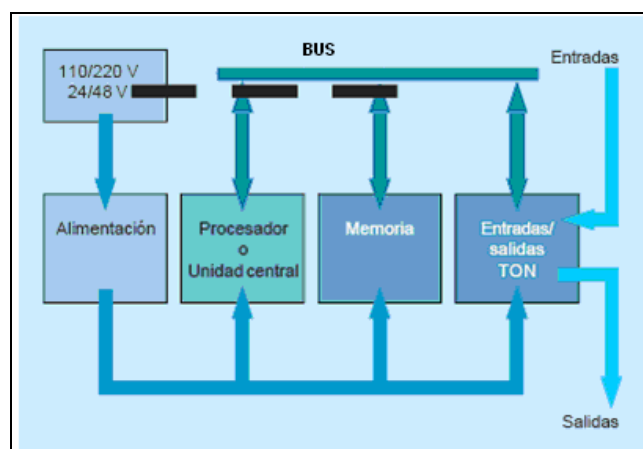 BUS
Entradas
110/220 V
24/48 V
Alimentación
Procesador
o
Unidad central
Memoria
Entradas/
salidas
TON
Salidas